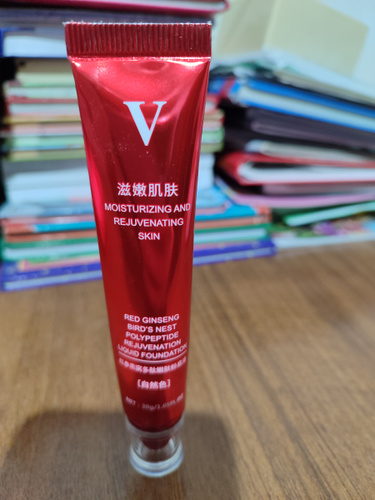 V
滋嫩肌肤
MOISTURIZING AND
REJUVENATING
SKIN
RED GINSENG
BIRD'S NEST
POLYPEPTIDE
REJUVENATION
LIQUID FOUNDATION
[自然色]